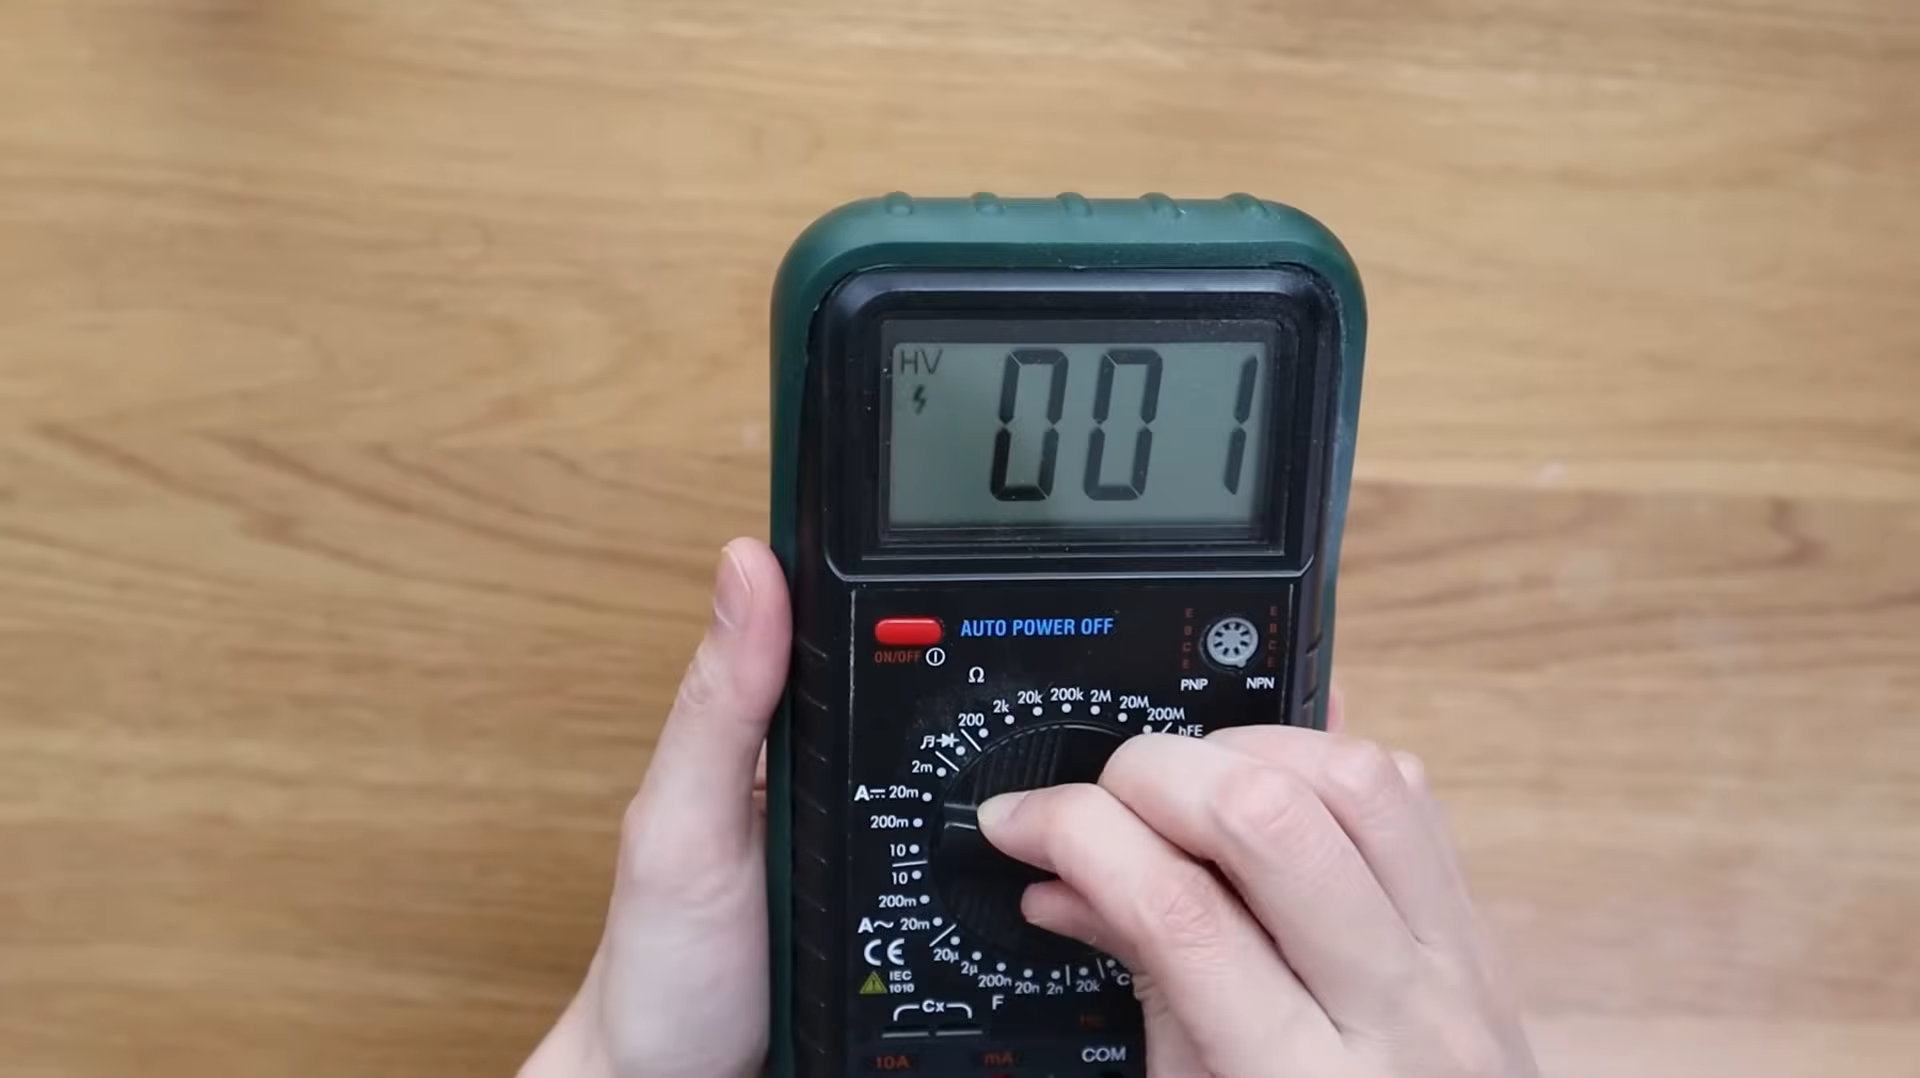 HV
001
AUTO POWER OFF
ON/OFF
E B C E
E B C E
PNP NPN
Ω
200 2k 20k 200k 2M 20M 200M
hFE
2m
A 20m
200m
10
10
200m
A~ 20m
20µ 2µ 200n 20n 2n 20k
F
CE
IEC
1010
Cx
10A mA COM